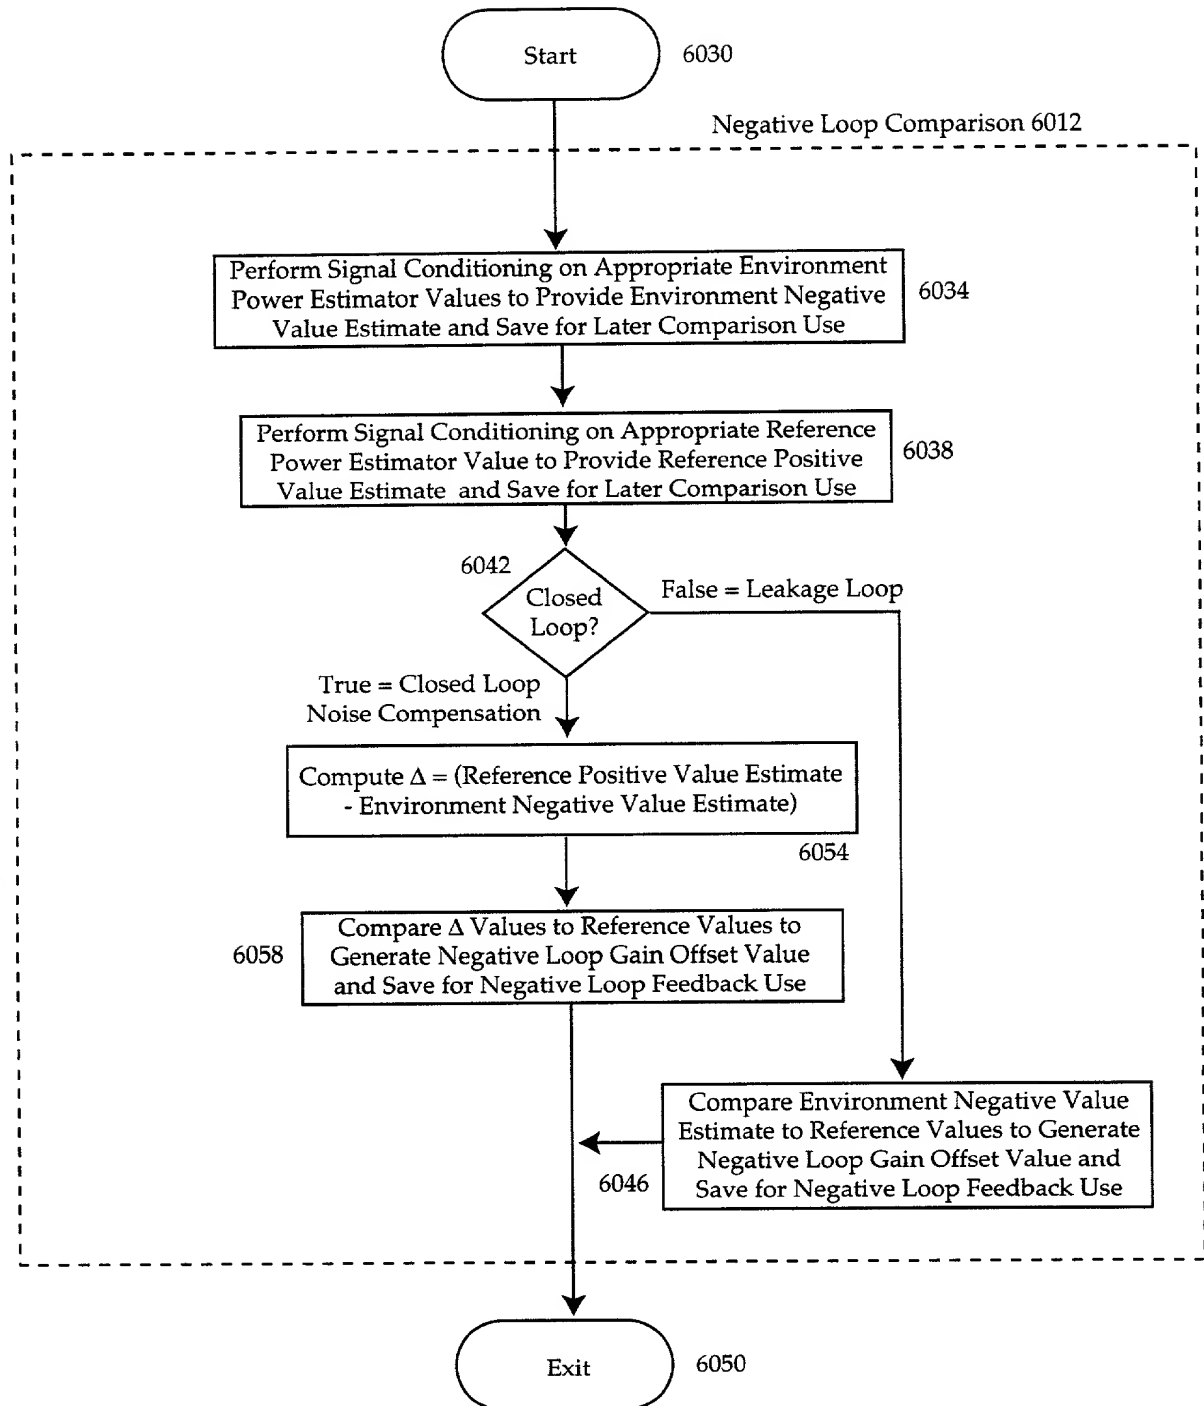 Start
6030
Negative Loop Comparison 6012
Perform Signal Conditioning on Appropriate Environment
Power Estimator Values to Provide Environment Negative
Value Estimate and Save for Later Comparison Use
6034
Perform Signal Conditioning on Appropriate Reference
Power Estimator Value to Provide Reference Positive
Value Estimate and Save for Later Comparison Use
6038
6042
Closed
Loop?
False = Leakage Loop
True = Closed Loop
Noise Compensation
Compute Δ = (Reference Positive Value Estimate
- Environment Negative Value Estimate)
6054
6058
Compare Δ Values to Reference Values to
Generate Negative Loop Gain Offset Value
and Save for Negative Loop Feedback Use
Compare Environment Negative Value
Estimate to Reference Values to Generate
Negative Loop Gain Offset Value and
Save for Negative Loop Feedback Use
6046
Exit
6050